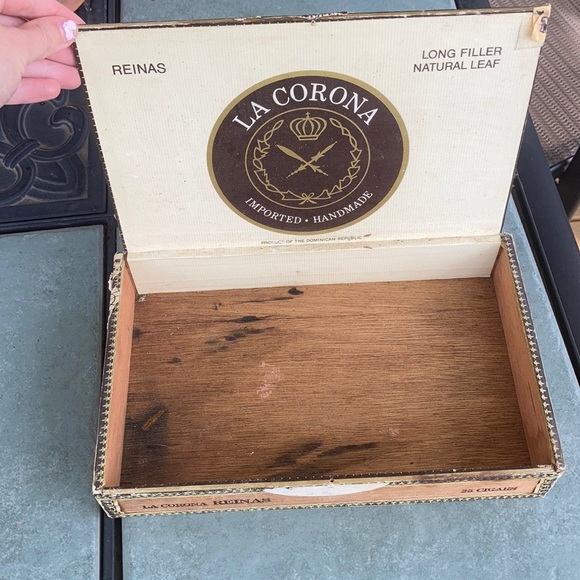 REINAS
LONG FILLER
NATURAL LEAF
LA CORONA
IMPORTED • HANDMADE
PRODUCT OF THE DOMINICAN REPUBLIC
LA CORONA REINAS
25 CIGARS